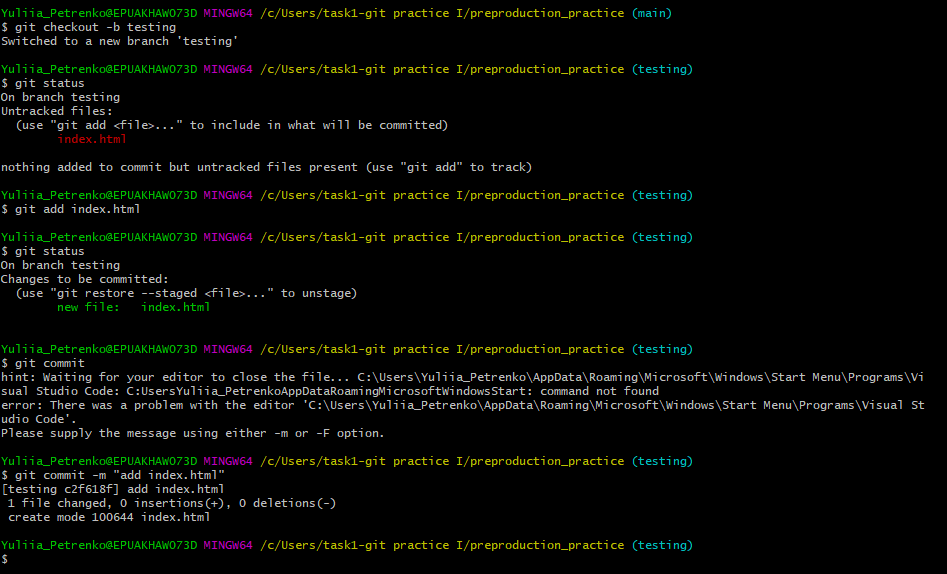 Yuliia_Petrenko@EPUAKHAW073D MINGW64 /c/Users/task1-git practice I/preproduction_practice (main)
$ git checkout -b testing
Switched to a new branch 'testing'
Yuliia_Petrenko@EPUAKHAW073D MINGW64 /c/Users/task1-git practice I/preproduction_practice (testing)
$ git status
On branch testing
Untracked files:
  (use "git add <file>..." to include in what will be committed)
        index.html
nothing added to commit but untracked files present (use "git add" to track)
Yuliia_Petrenko@EPUAKHAW073D MINGW64 /c/Users/task1-git practice I/preproduction_practice (testing)
$ git add index.html
Yuliia_Petrenko@EPUAKHAW073D MINGW64 /c/Users/task1-git practice I/preproduction_practice (testing)
$ git status
On branch testing
Changes to be committed:
  (use "git restore --staged <file>..." to unstage)
        new file:   index.html
Yuliia_Petrenko@EPUAKHAW073D MINGW64 /c/Users/task1-git practice I/preproduction_practice (testing)
$ git commit
hint: Waiting for your editor to close the file... C:\Users\Yuliia_Petrenko\AppData\Roaming\Microsoft\Windows\Start Menu\Programs\Vi
sual Studio Code: C:UsersYuliia_PetrenkoAppDataRoamingMicrosoftWindowsStart: command not found
error: There was a problem with the editor 'C:\Users\Yuliia_Petrenko\AppData\Roaming\Microsoft\Windows\Start Menu\Programs\Visual St
udio Code'.
Please supply the message using either -m or -F option.
Yuliia_Petrenko@EPUAKHAW073D MINGW64 /c/Users/task1-git practice I/preproduction_practice (testing)
$ git commit -m "add index.html"
[testing c2f618f] add index.html
 1 file changed, 0 insertions(+), 0 deletions(-)
 create mode 100644 index.html
Yuliia_Petrenko@EPUAKHAW073D MINGW64 /c/Users/task1-git practice I/preproduction_practice (testing)
$